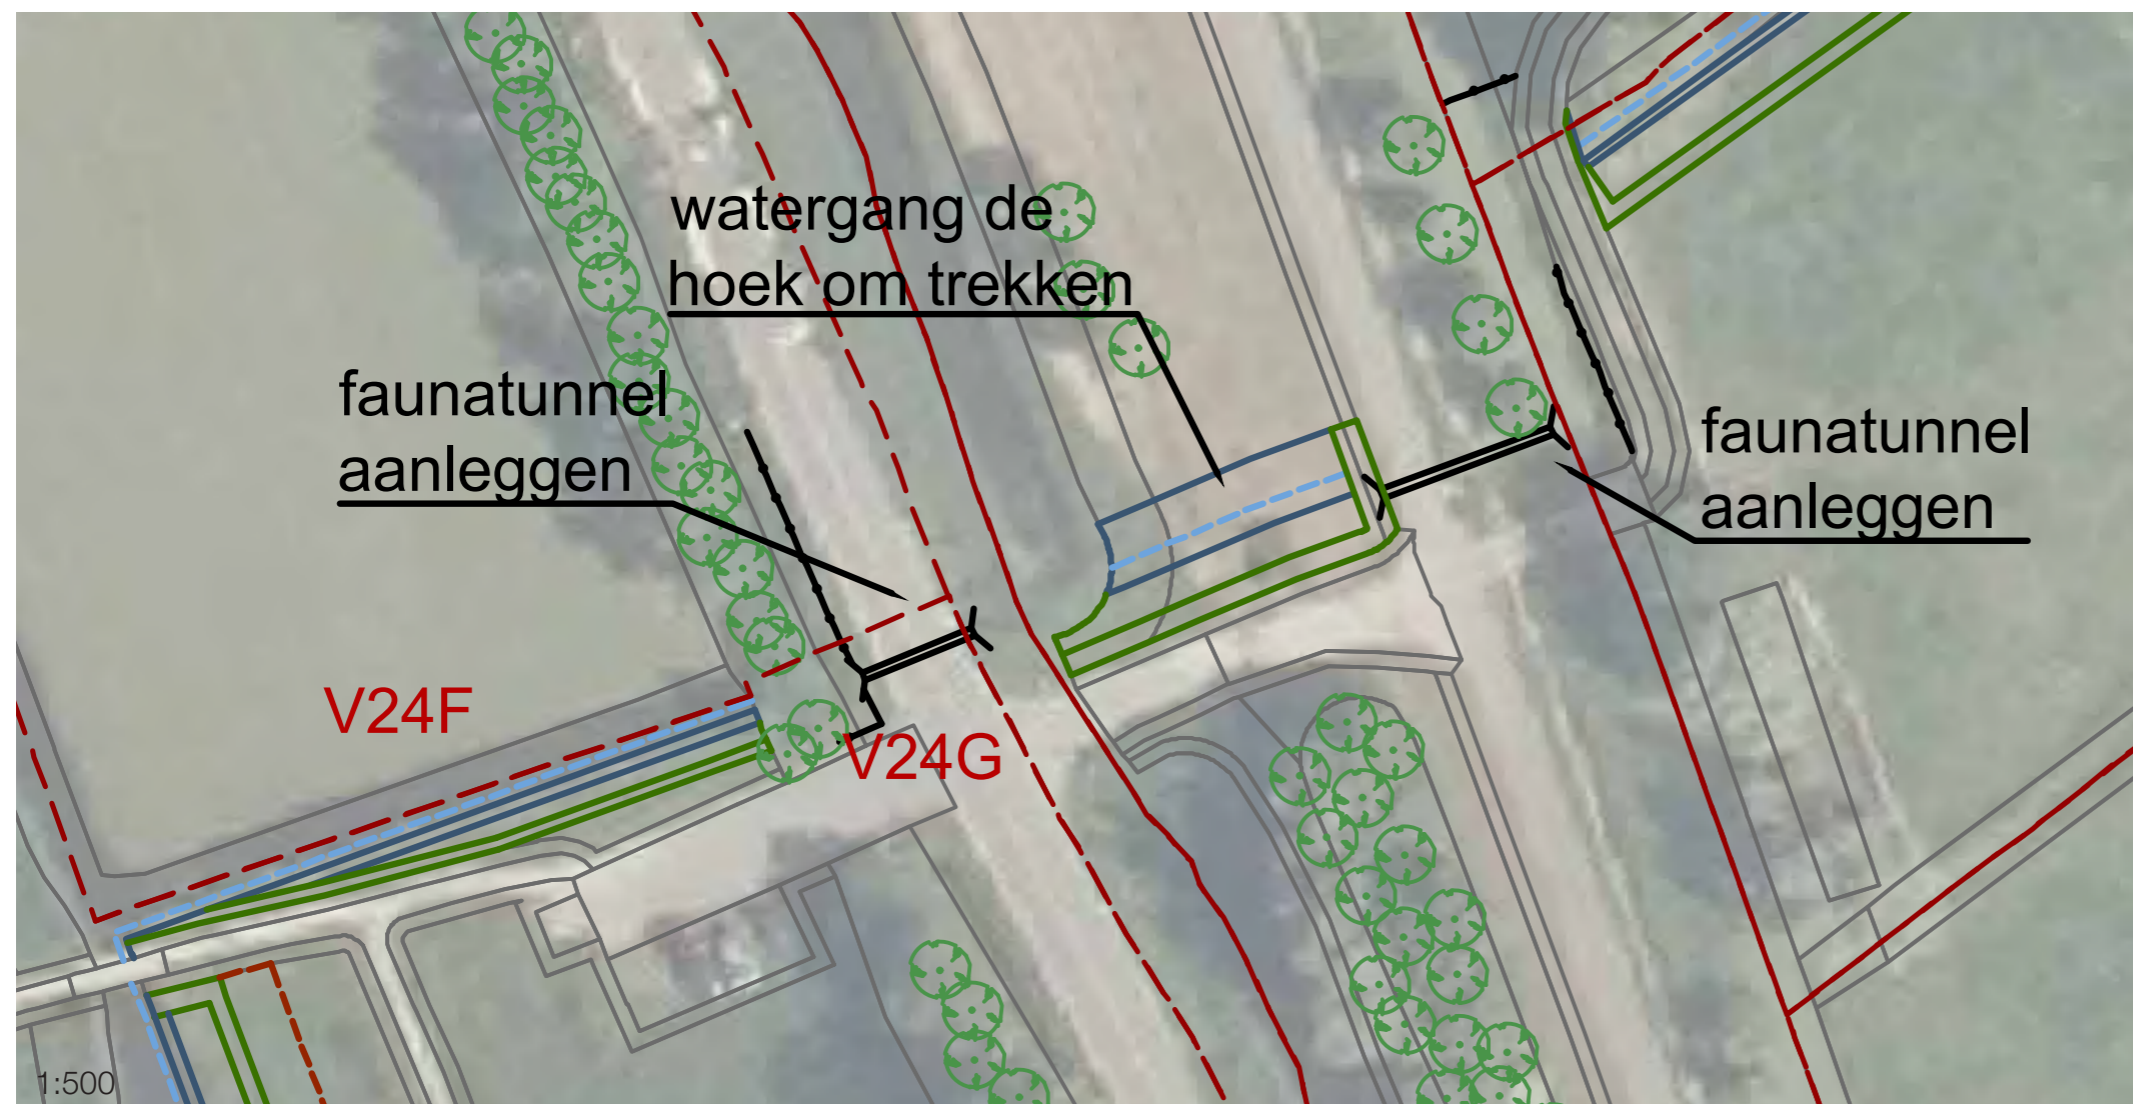 watergang de
hoek om trekken
faunatunnel
aanleggen
faunatunnel
aanleggen
V24F
V24G
1:500